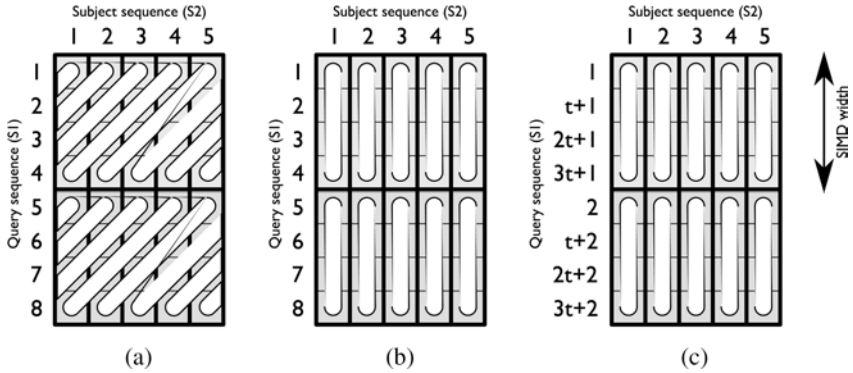 Subject sequence (S2)
1 2 3 4 5
Query sequence (S1)
1
2
3
4
5
6
7
8
(a)
Subject sequence (S2)
1 2 3 4 5
Query sequence (S1)
1
2
3
4
5
6
7
8
(b)
Subject sequence (S2)
1 2 3 4 5
Query sequence (S1)
1
t+1
2t+1
3t+1
2
t+2
2t+2
3t+2
(c)
SIMD width